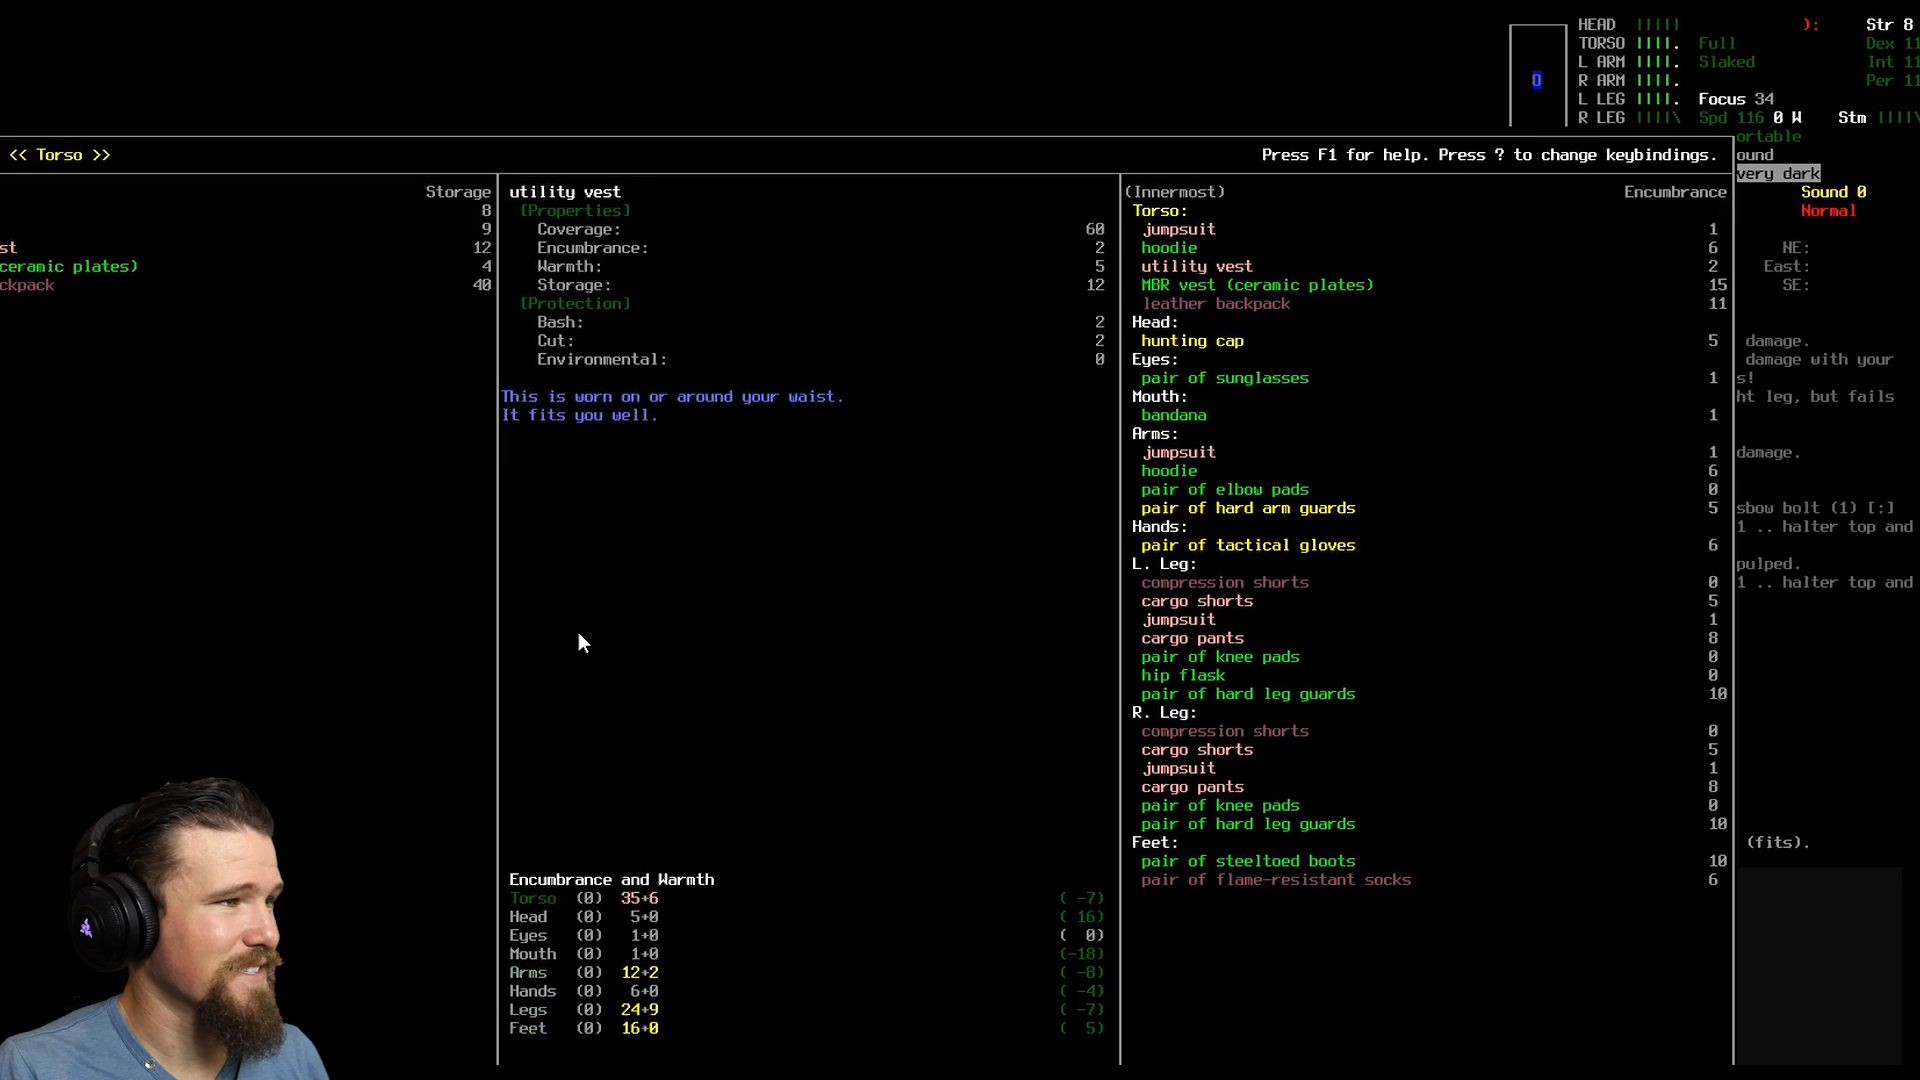 HEAD ||||| ): Str 8
TORSO ||||. Full Dex 11
L ARM ||||. Slaked Int 11
R ARM ||||. Per 11
0
L LEG ||||. Focus 34
R LEG ||||\ Spd 116 0 W Stm ||||\
ortable
<< Torso >> Press F1 for help. Press ? to change keybindings. ound
very dark
Sound 0
Normal
NE:
East:
SE:
damage.
damage with your
s!
ht leg, but fails
damage.
sbow bolt (1) [:]
1 .. halter top and
pulped.
1 .. halter top and
(fits).
Storage
8
9
st 12
ceramic plates) 4
ckpack 40
utility vest
[Properties]
Coverage: 60
Encumbrance: 2
Warmth: 5
Storage: 12
[Protection]
Bash: 2
Cut: 2
Environmental: 0
This is worn on or around your waist.
It fits you well.
Encumbrance and Warmth
Torso (0) 35+6 ( -7)
Head (0) 5+0 ( 16)
Eyes (0) 1+0 ( 0)
Mouth (0) 1+0 (-18)
Arms (0) 12+2 ( -8)
Hands (0) 6+0 ( -4)
Legs (0) 24+9 ( -7)
Feet (0) 16+0 ( 5)
(Innermost) Encumbrance
Torso:
jumpsuit 1
hoodie 6
utility vest 2
MBR vest (ceramic plates) 15
leather backpack 11
Head:
hunting cap 5
Eyes:
pair of sunglasses 1
Mouth:
bandana 1
Arms:
jumpsuit 1
hoodie 6
pair of elbow pads 0
pair of hard arm guards 5
Hands:
pair of tactical gloves 6
L. Leg:
compression shorts 0
cargo shorts 5
jumpsuit 1
cargo pants 8
pair of knee pads 0
hip flask 0
pair of hard leg guards 10
R. Leg:
compression shorts 0
cargo shorts 5
jumpsuit 1
cargo pants 8
pair of knee pads 0
pair of hard leg guards 10
Feet:
pair of steeltoed boots 10
pair of flame-resistant socks 6